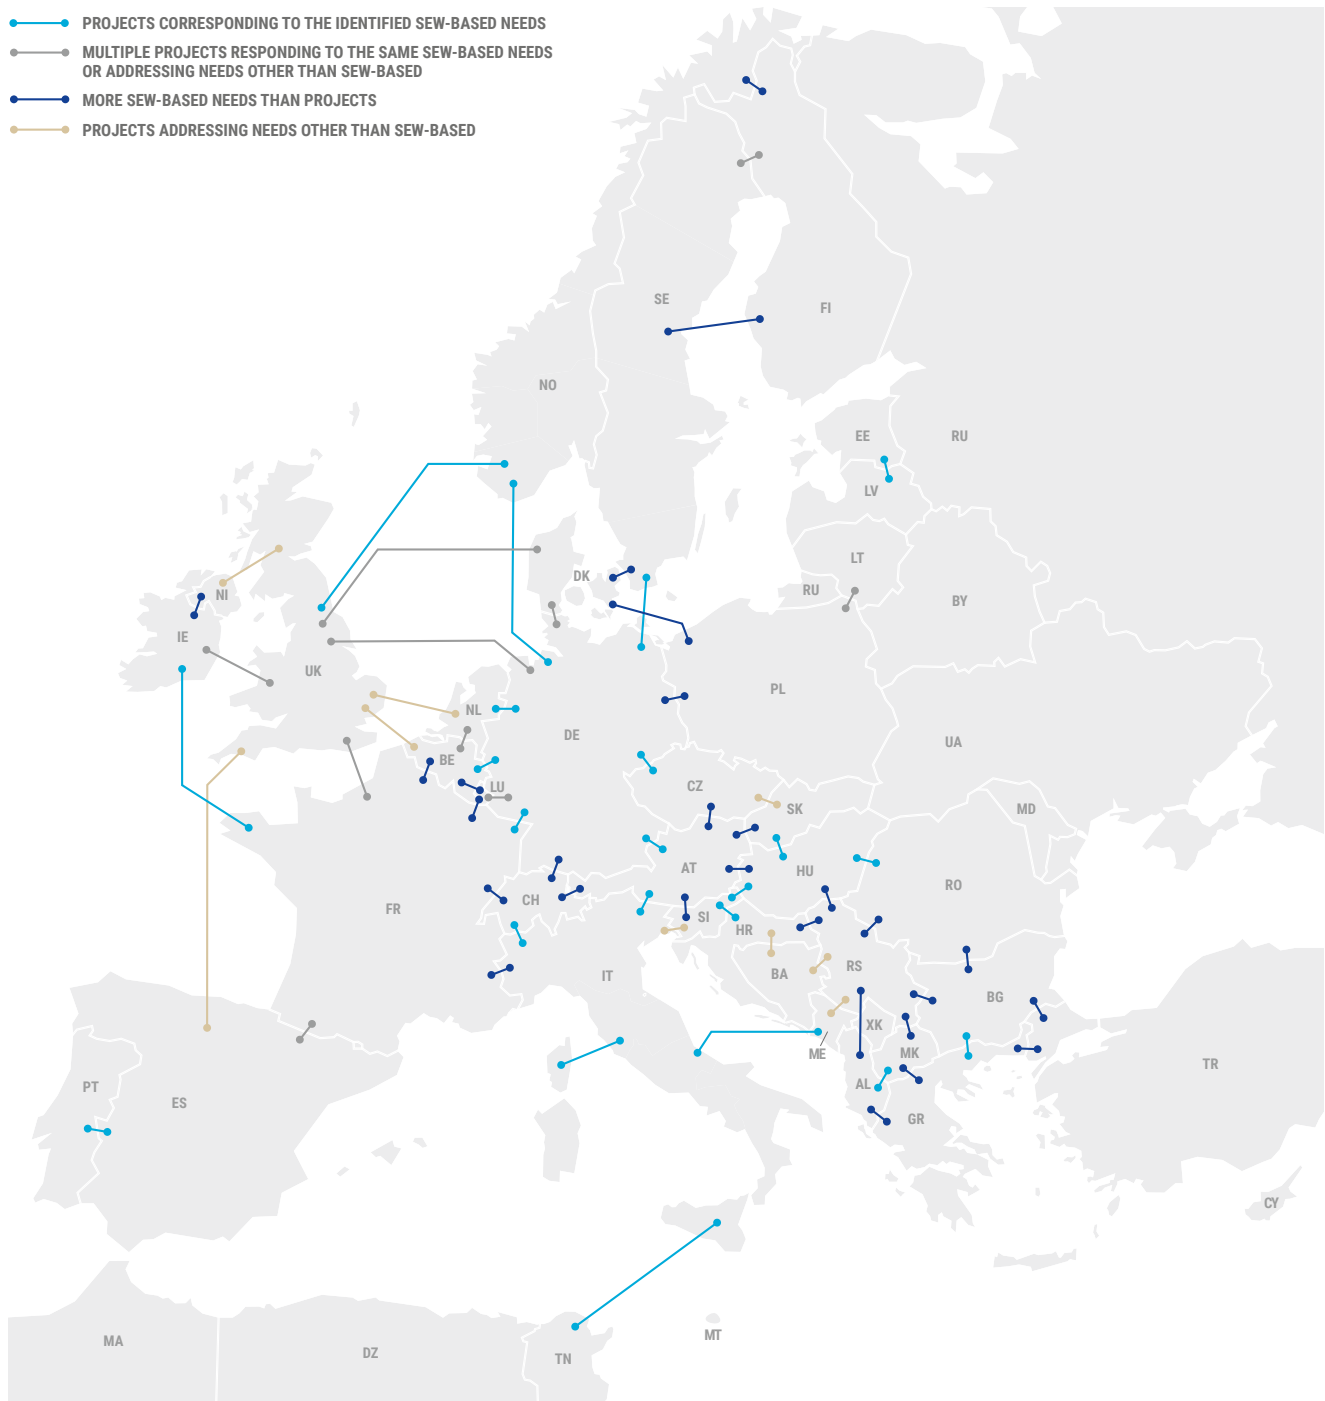 PROJECTS CORRESPONDING TO THE IDENTIFIED SEW-BASED NEEDS
MULTIPLE PROJECTS RESPONDING TO THE SAME SEW-BASED NEEDS
OR ADDRESSING NEEDS OTHER THAN SEW-BASED
MORE SEW-BASED NEEDS THAN PROJECTS
PROJECTS ADDRESSING NEEDS OTHER THAN SEW-BASED
SE
FI
NO
EE
RU
LV
LT
DK
RU
NI
BY
IE
UK
PL
NL
DE
UA
BE
CZ
LU
SK
MD
AT
HU
RO
CH
FR
SI
HR
RS
IT
BA
BG
XK
ME
MK
TR
AL
PT
ES
GR
CY
MT
MA
DZ
TN